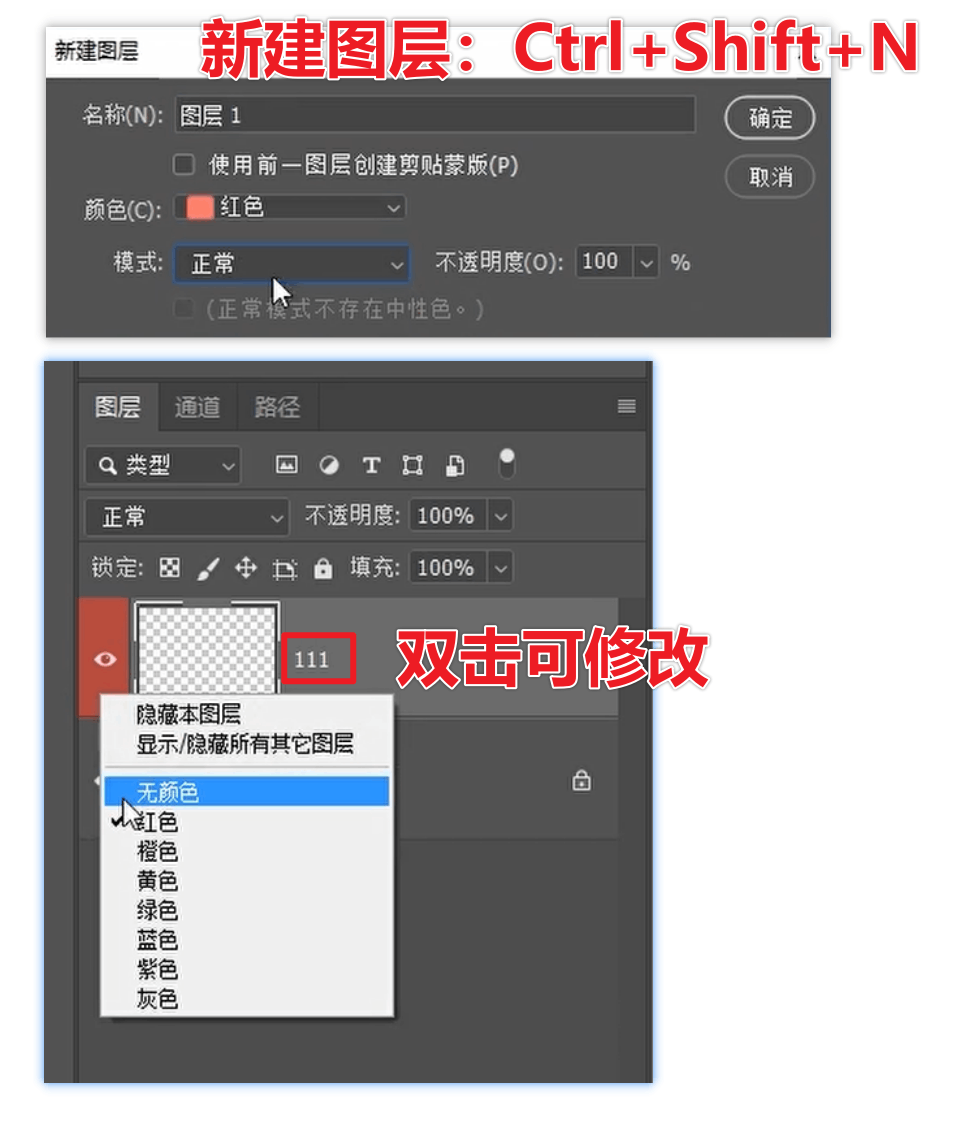 新建图层
新建图层：Ctrl+Shift+N
名称(N): 图层 1
确定
使用前一图层创建剪贴蒙版(P)
取消
颜色(C): 红色
模式: 正常 不透明度(O): 100 %
(正常模式不存在中性色。)
图层 通道 路径
类型
正常 不透明度: 100%
锁定: 填充: 100%
111
双击可修改
隐藏本图层
显示/隐藏所有其它图层
无颜色
红色
橙色
黄色
绿色
蓝色
紫色
灰色